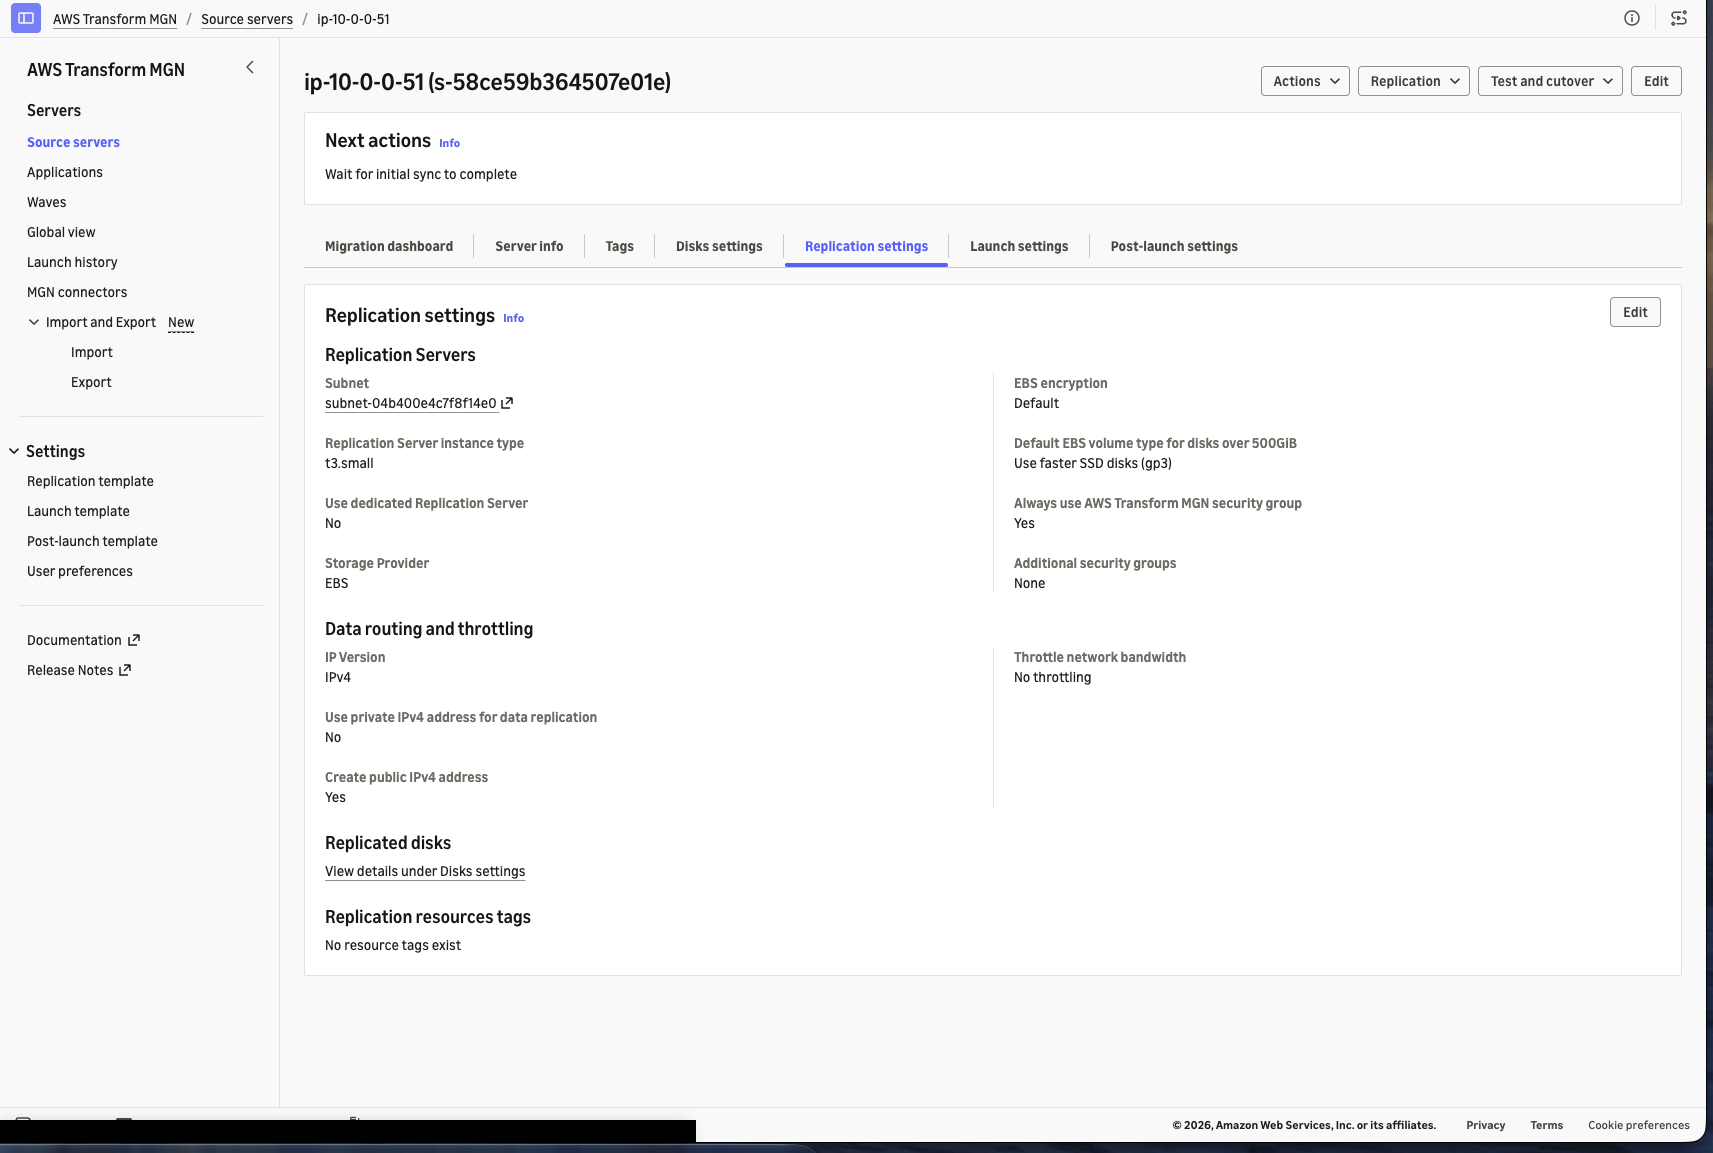 AWS Transform MGN / Source servers / ip-10-0-0-51
AWS Transform MGN
Servers
Source servers
Applications
Waves
Global view
Launch history
MGN connectors
Import and Export New
Import
Export
Settings
Replication template
Launch template
Post-launch template
User preferences
Documentation
Release Notes
ip-10-0-0-51 (s-58ce59b364507e01e)
Actions
Replication
Test and cutover
Edit
Next actions Info
Wait for initial sync to complete
Migration dashboard
Server info
Tags
Disks settings
Replication settings
Launch settings
Post-launch settings
Replication settings Info
Edit
Replication Servers
Subnet
subnet-04b400e4c7f8f14e0
Replication Server instance type
t3.small
Use dedicated Replication Server
No
Storage Provider
EBS
EBS encryption
Default
Default EBS volume type for disks over 500GiB
Use faster SSD disks (gp3)
Always use AWS Transform MGN security group
Yes
Additional security groups
None
Data routing and throttling
IP Version
IPv4
Use private IPv4 address for data replication
No
Create public IPv4 address
Yes
Throttle network bandwidth
No throttling
Replicated disks
View details under Disks settings
Replication resources tags
No resource tags exist
© 2026, Amazon Web Services, Inc. or its affiliates.
Privacy
Terms
Cookie preferences